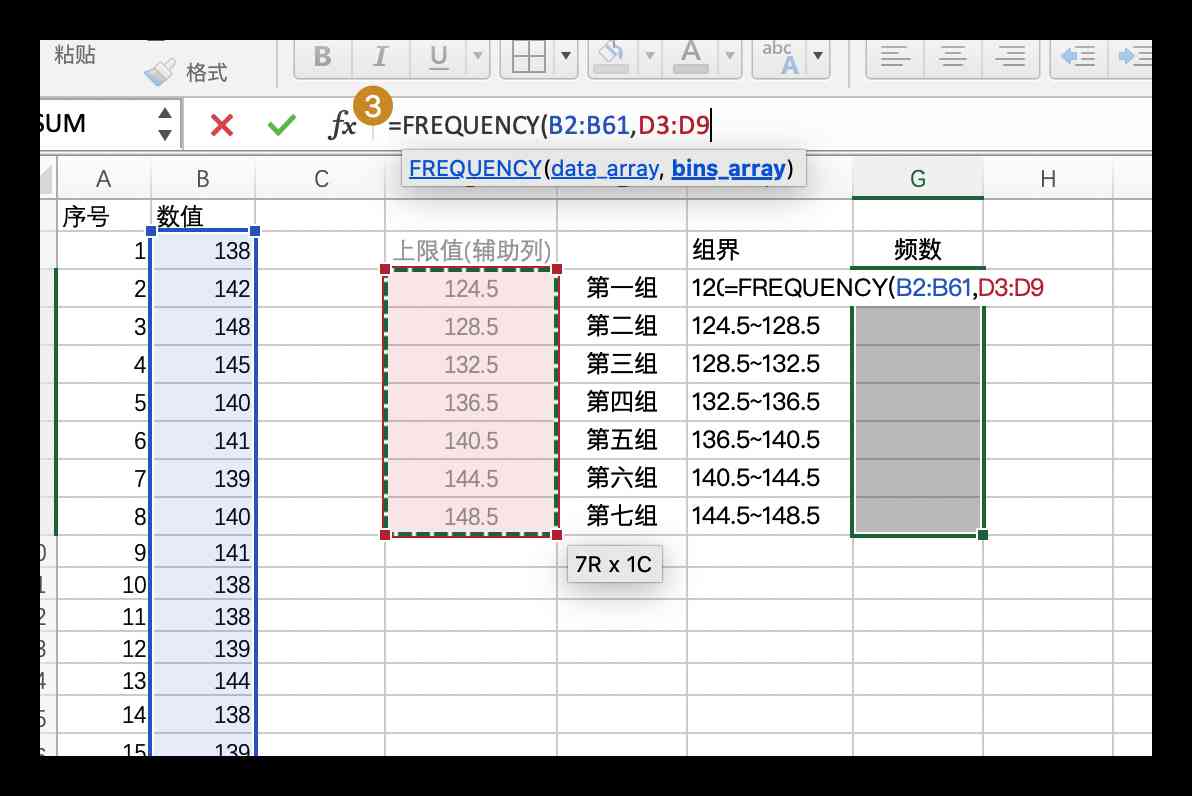 粘贴
格式
B I U A abc A
SUM fx 3 =FREQUENCY(B2:B61,D3:D9
FREQUENCY(data_array, bins_array)
A B C G H
序号 数值
1 138 上限值(辅助列) 组界 频数
2 142 124.5 第一组 120 =FREQUENCY(B2:B61,D3:D9
3 148 128.5 第二组 124.5~128.5
4 145 132.5 第三组 128.5~132.5
5 140 136.5 第四组 132.5~136.5
6 141 140.5 第五组 136.5~140.5
7 139 144.5 第六组 140.5~144.5
8 140 148.5 第七组 144.5~148.5
9 141
7R x 1C
10 138
11 138
12 139
13 144
14 138
15 139